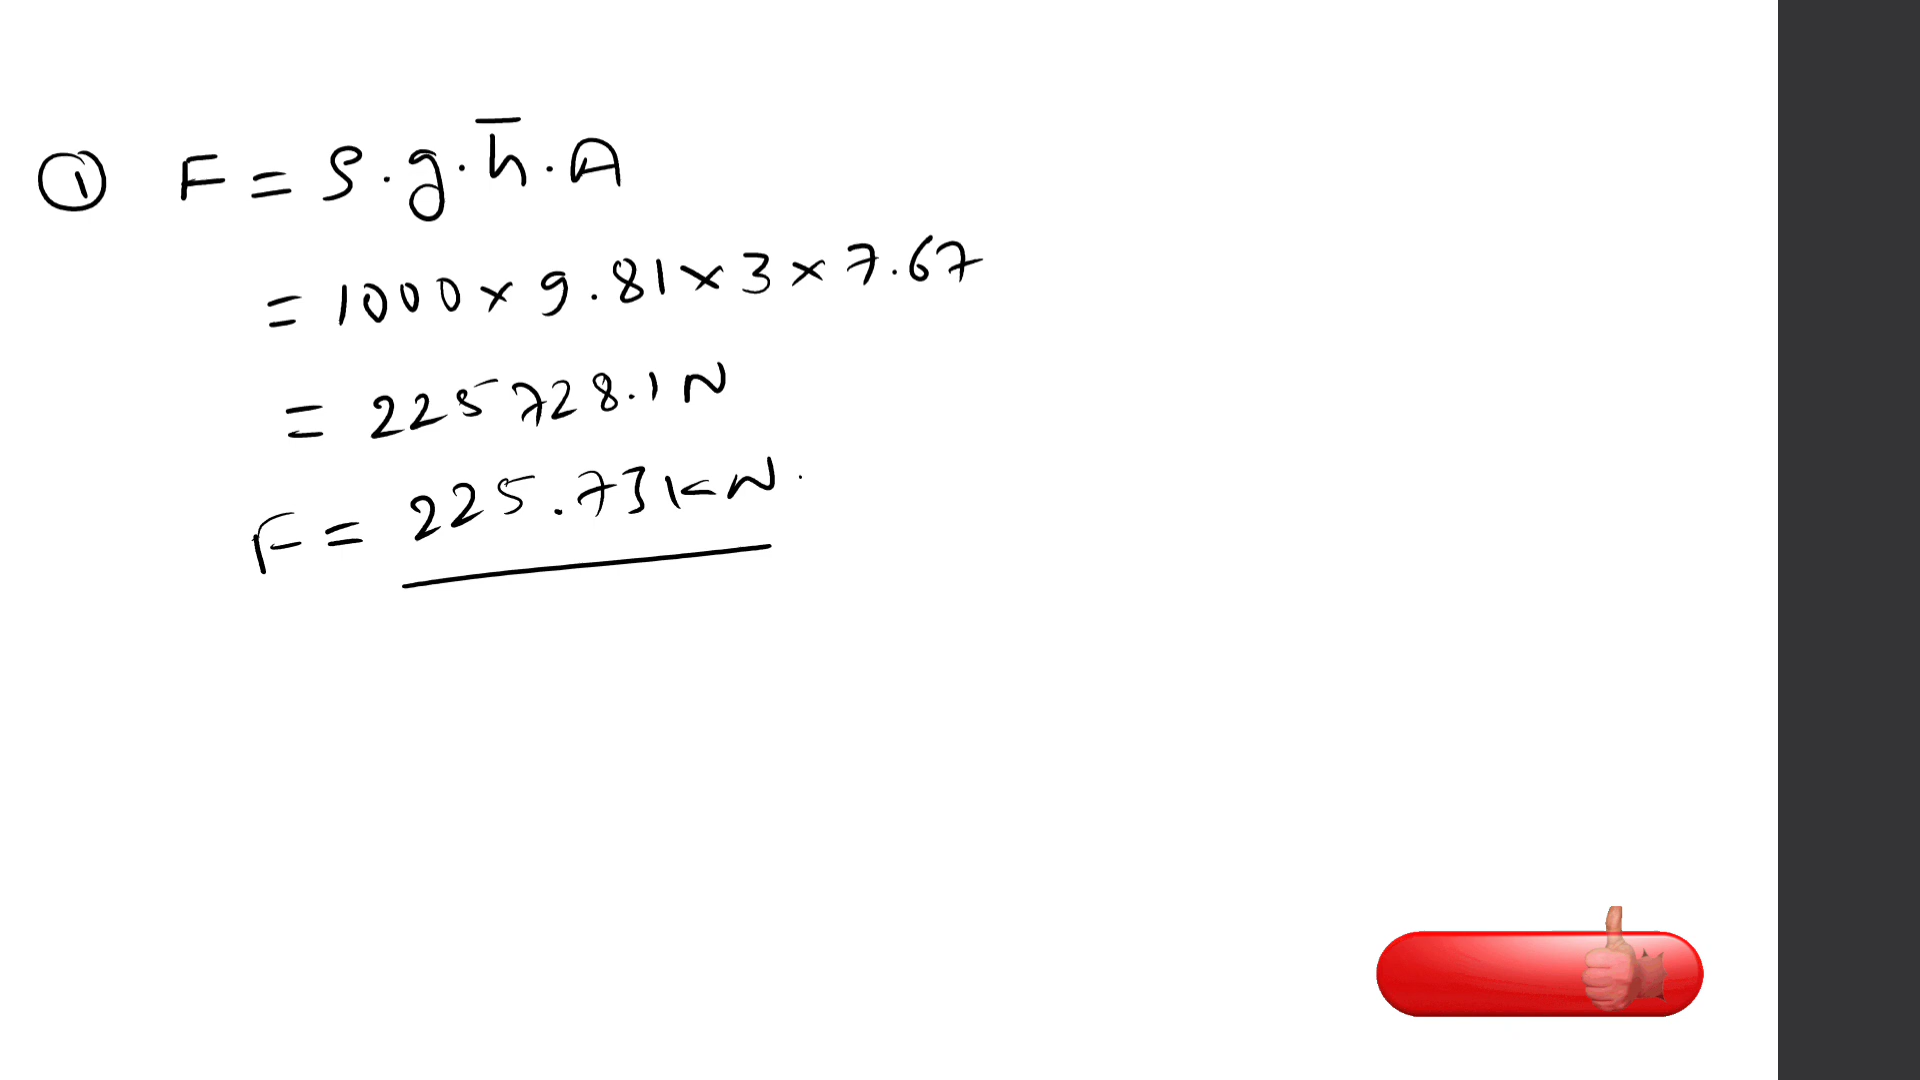 ① F = ρ.g.h̅.A
= 1000 × 9.81 × 3 × 7.67
= 225728.1 N
F = 225.73 kN.